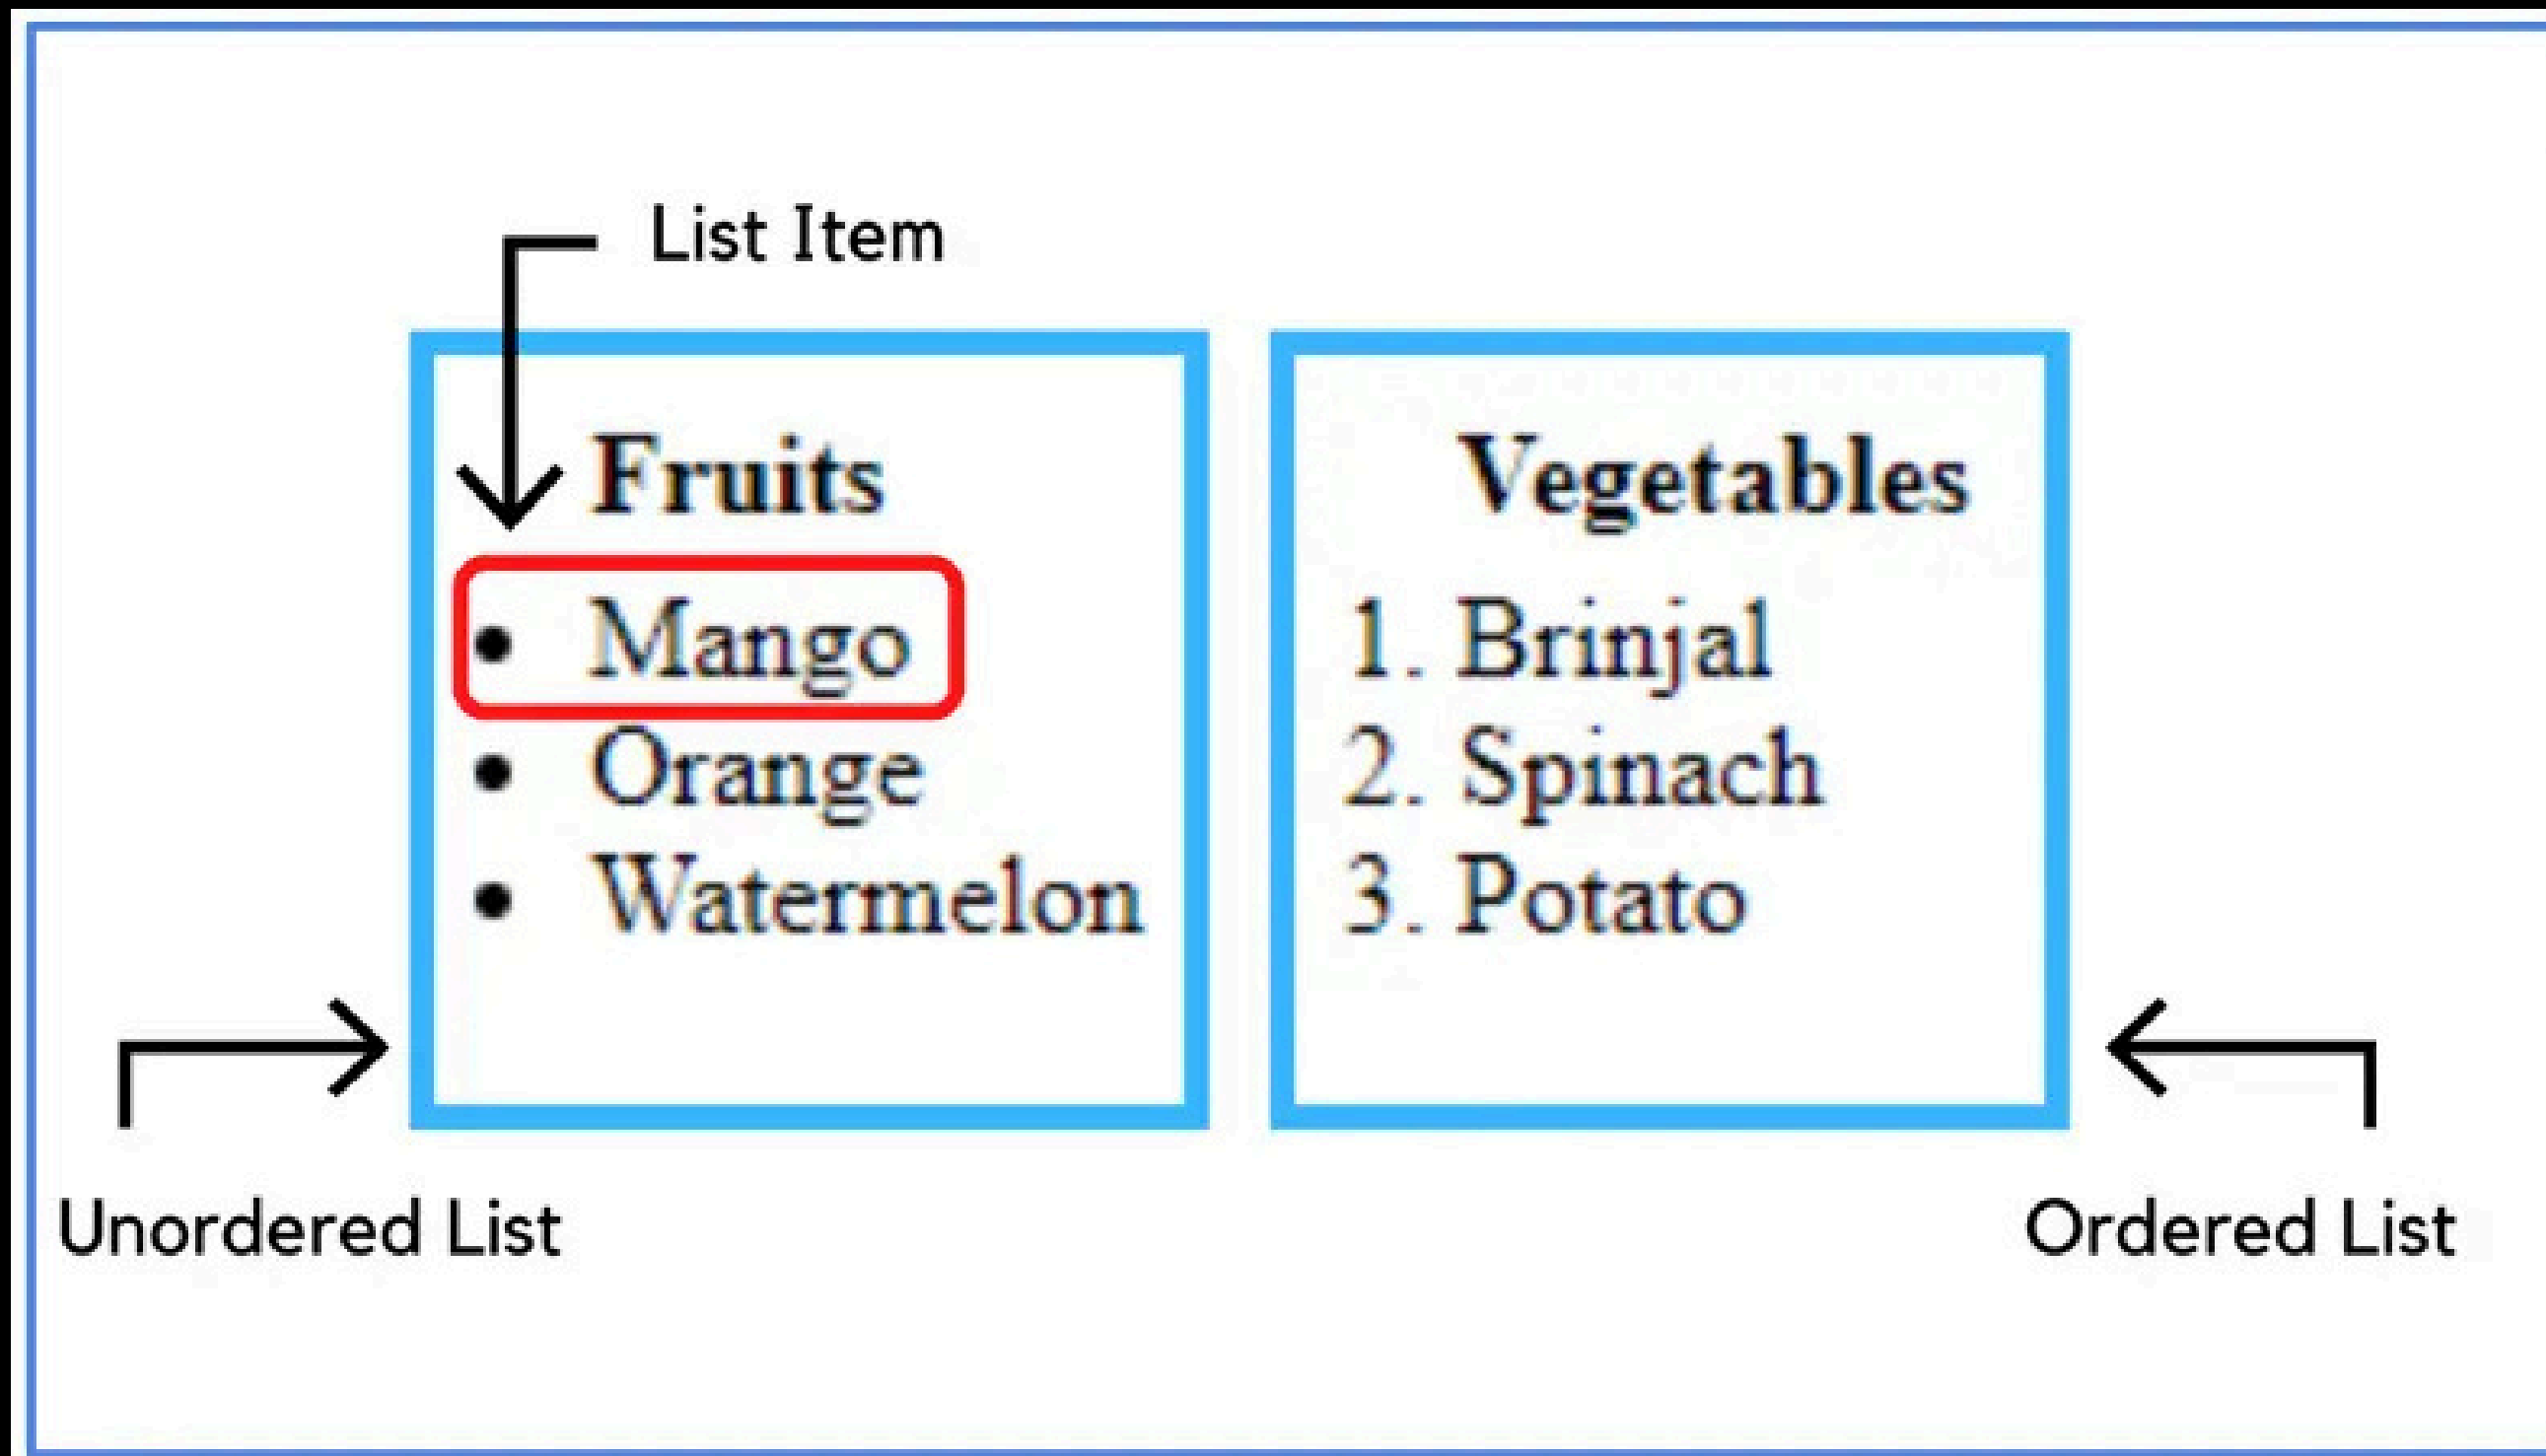 List Item
Fruits
• Mango
• Orange
• Watermelon
Vegetables
1. Brinjal
2. Spinach
3. Potato
Unordered List
Ordered List